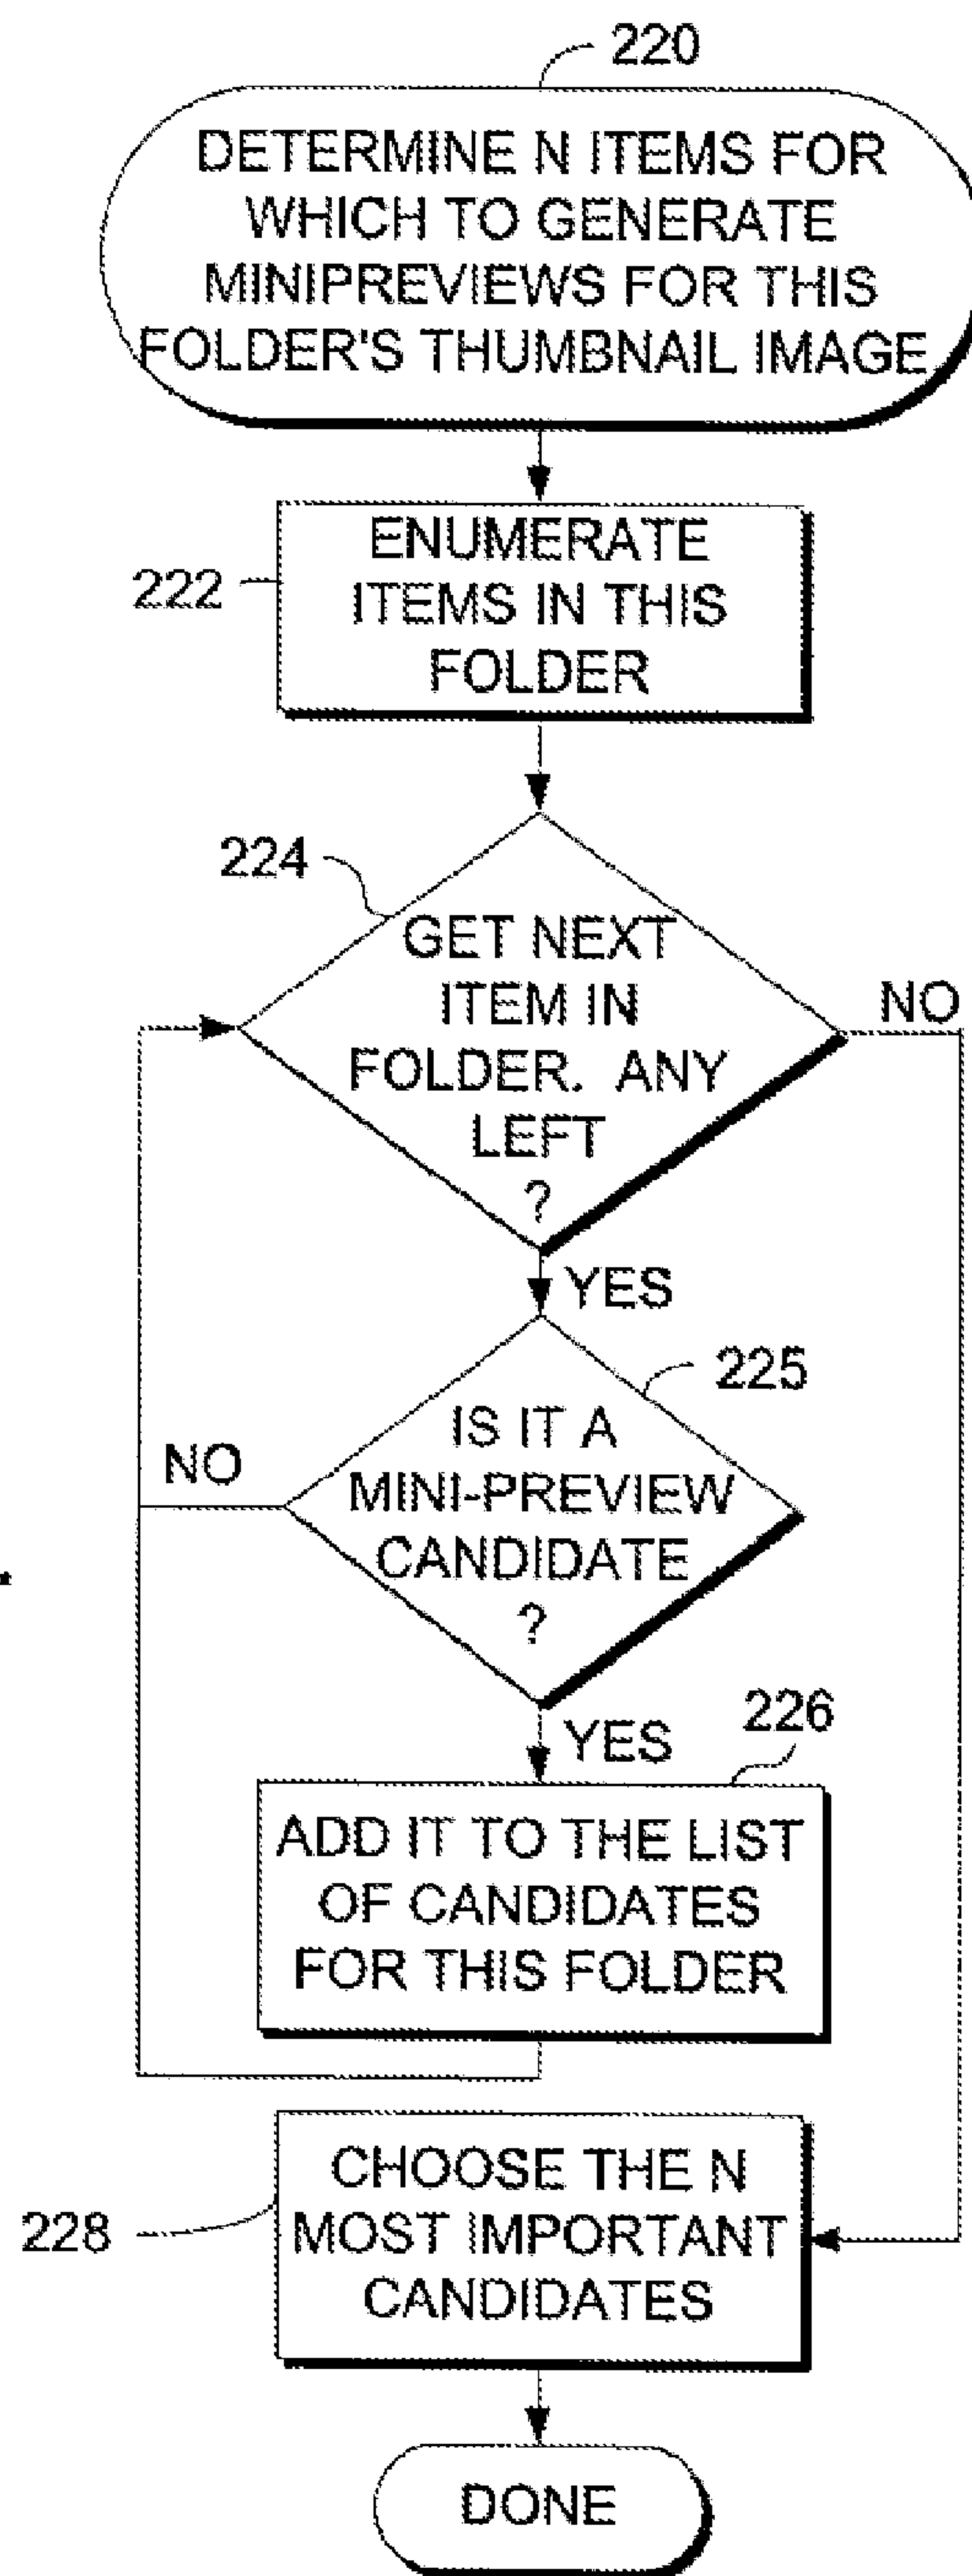 220
DETERMINE N ITEMS FOR
WHICH TO GENERATE
MINIPREVIEWS FOR THIS
FOLDER'S THUMBNAIL IMAGE
222
ENUMERATE
ITEMS IN THIS
FOLDER
224
GET NEXT
ITEM IN
FOLDER. ANY
LEFT
?
NO
YES
225
IS IT A
MINI-PREVIEW
CANDIDATE
?
NO
YES
226
ADD IT TO THE LIST
OF CANDIDATES
FOR THIS FOLDER
228
CHOOSE THE N
MOST IMPORTANT
CANDIDATES
DONE